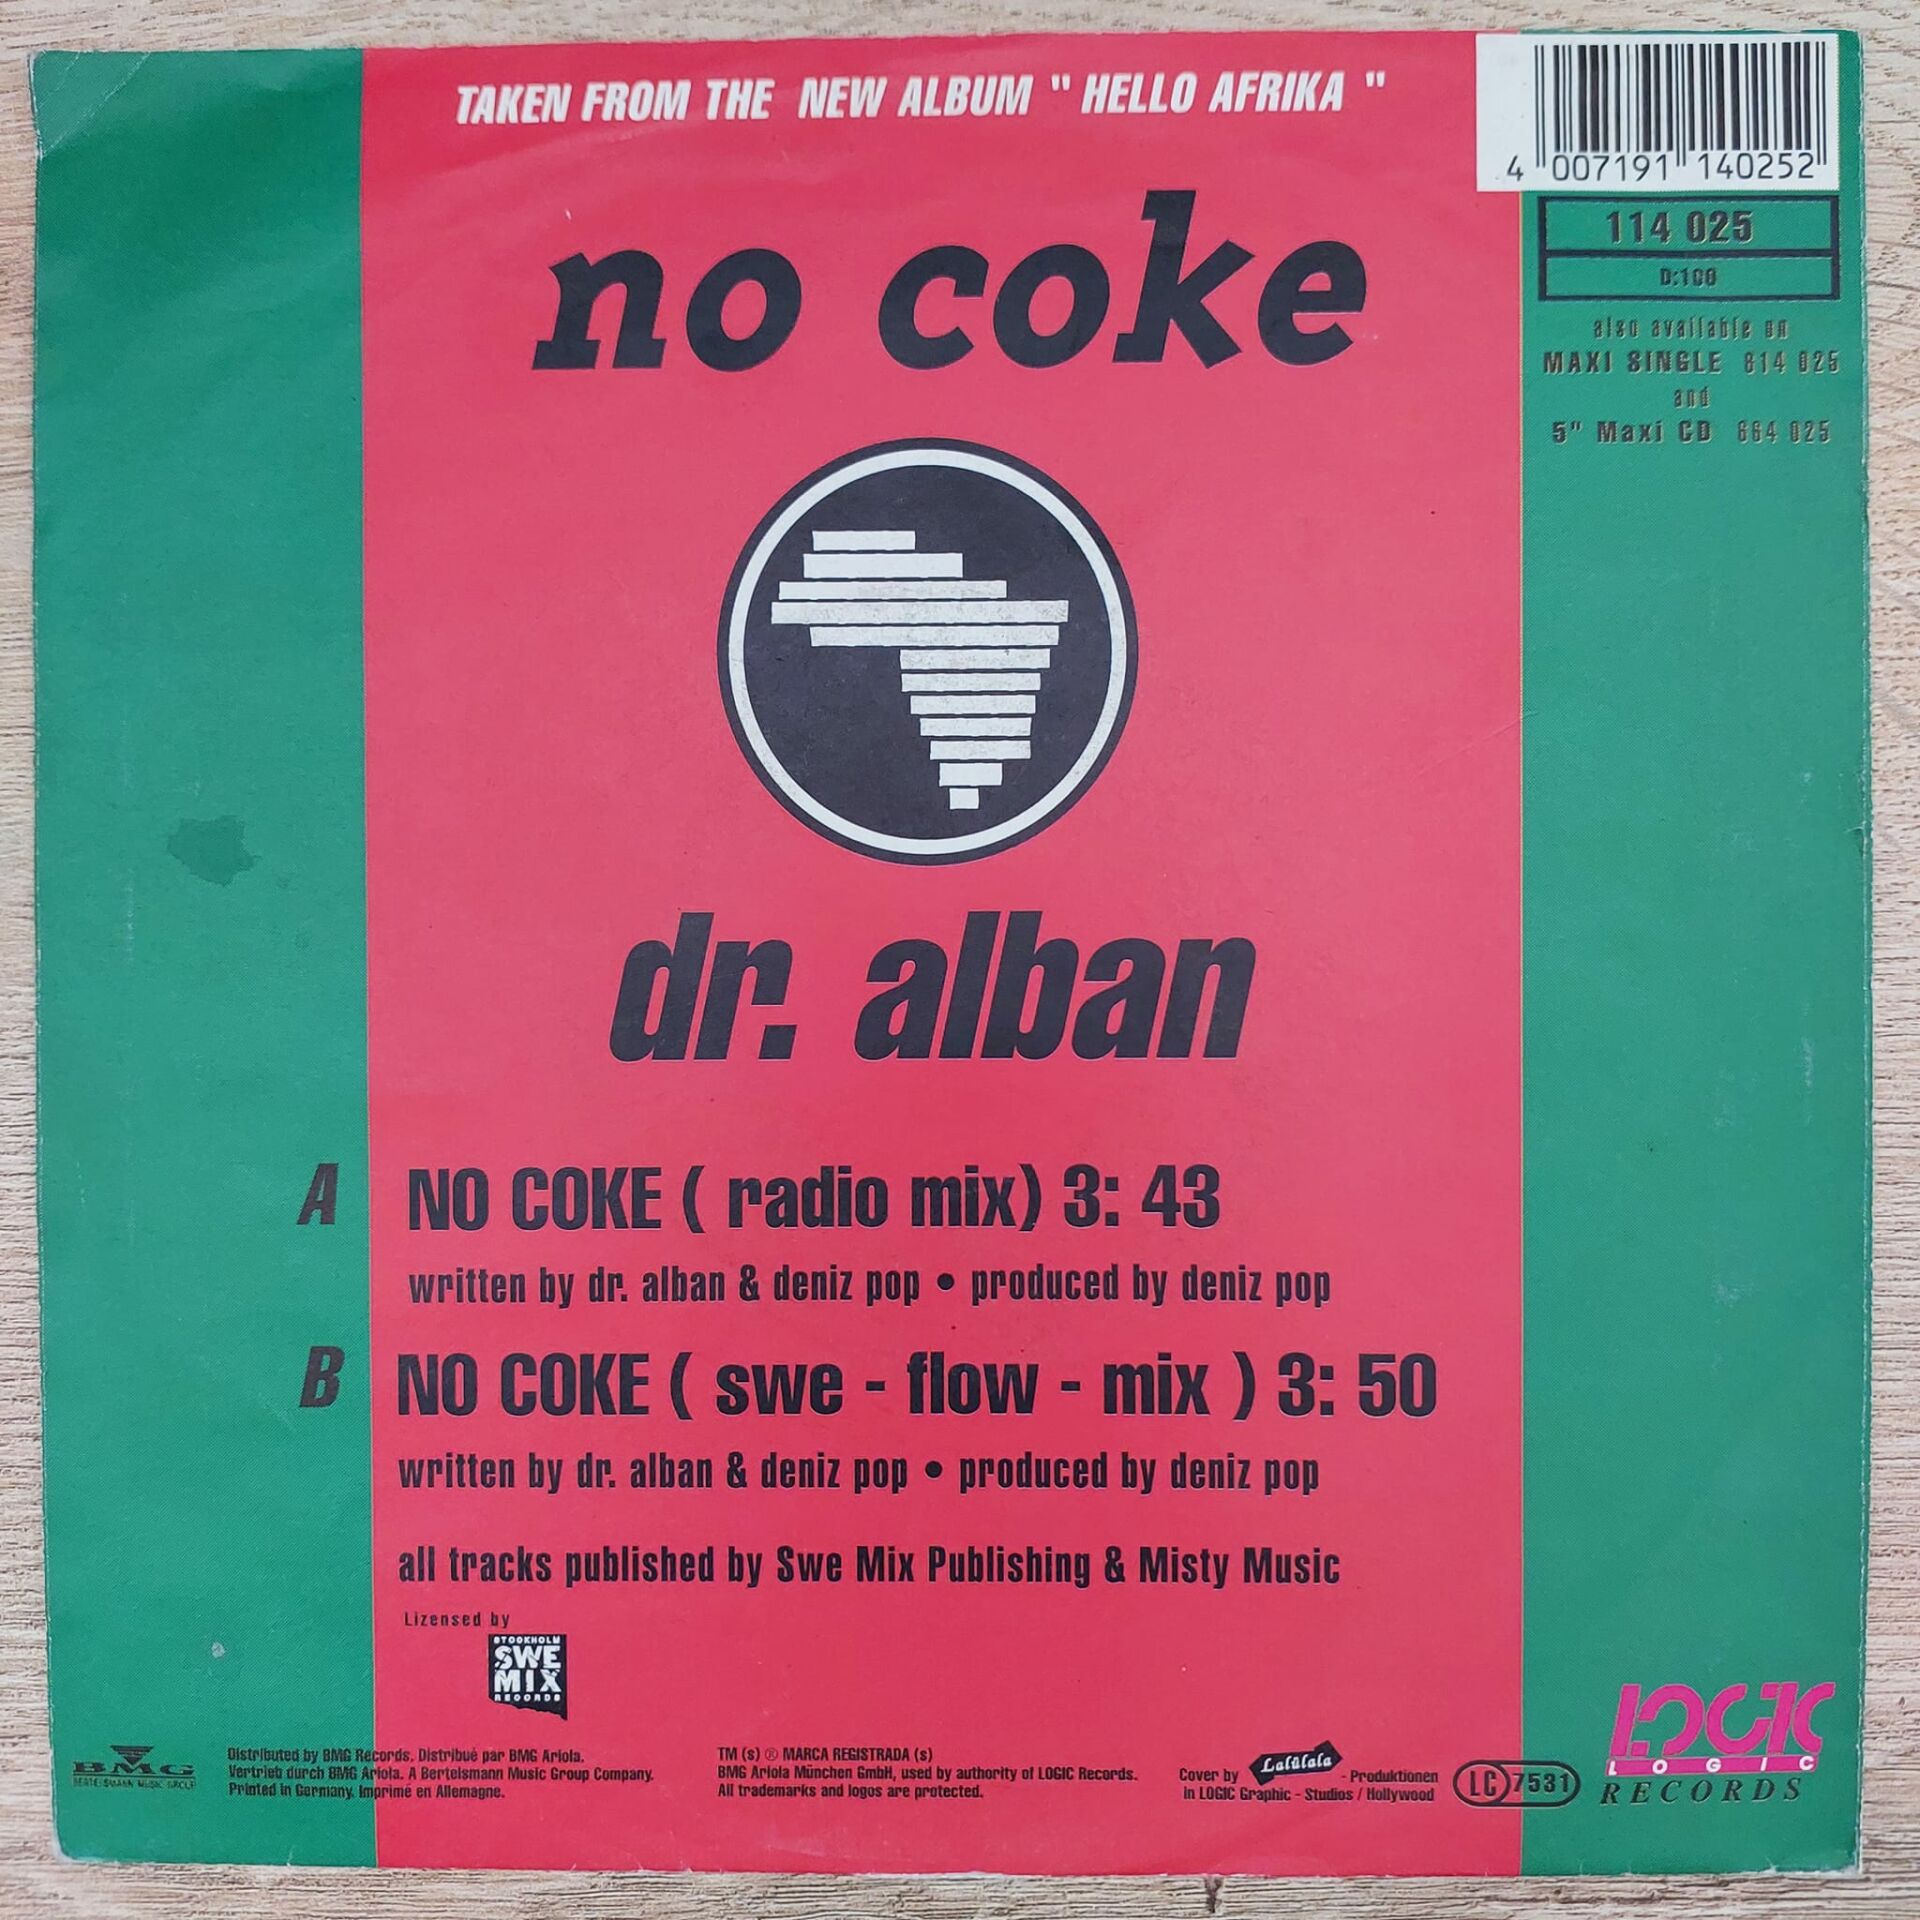 TAKEN FROM THE NEW ALBUM " HELLO AFRIKA "
4 007191 140252
114 025
D:100
also available on
MAXI SINGLE 614 025
and
5" Maxi CD 664 025
no coke
dr. alban
A NO COKE ( radio mix) 3: 43
written by dr. alban & deniz pop • produced by deniz pop
B NO COKE ( swe - flow - mix ) 3: 50
written by dr. alban & deniz pop • produced by deniz pop
all tracks published by Swe Mix Publishing & Misty Music
Lizensed by
STOCKHOLM
SWE
MIX
RECORDS
BMG
BERTELSMANN MUSIC GROUP
Distributed by BMG Records. Distribué par BMG Ariola.
Vertrieb durch BMG Ariola. A Bertelsmann Music Group Company.
Printed in Germany. Imprimé en Allemagne.
TM (s) ® MARCA REGISTRADA (s)
BMG Ariola München GmbH, used by authority of LOGIC Records.
All trademarks and logos are protected.
Cover by Lalülala - Produktionen
in LOGIC Graphic - Studios / Hollywood
LC 7531
LOGIC
LOGIC
RECORDS